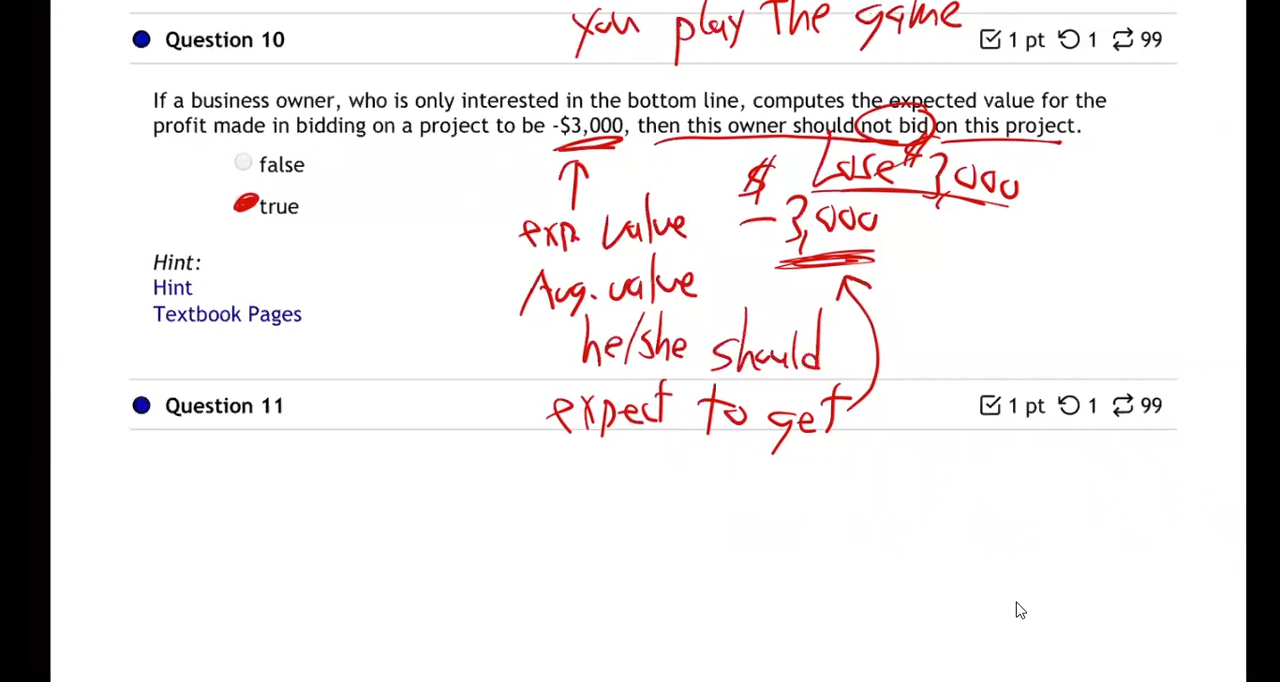 you play The game
Question 10
1 pt 1 99
If a business owner, who is only interested in the bottom line, computes the expected value for the
profit made in bidding on a project to be -$3,000, then this owner should not bid on this project.
false
Lose $3,000
$
-3,000
true
exp. value
Hint:
Hint
Avg. value
Textbook Pages
he/she should
expect to get
Question 11
1 pt 1 99